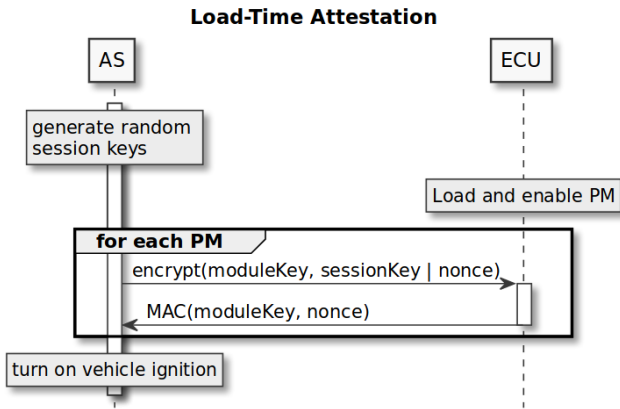 Load-Time Attestation
AS
ECU
generate random
session keys
Load and enable PM
for each PM
encrypt(moduleKey, sessionKey | nonce)
MAC(moduleKey, nonce)
turn on vehicle ignition